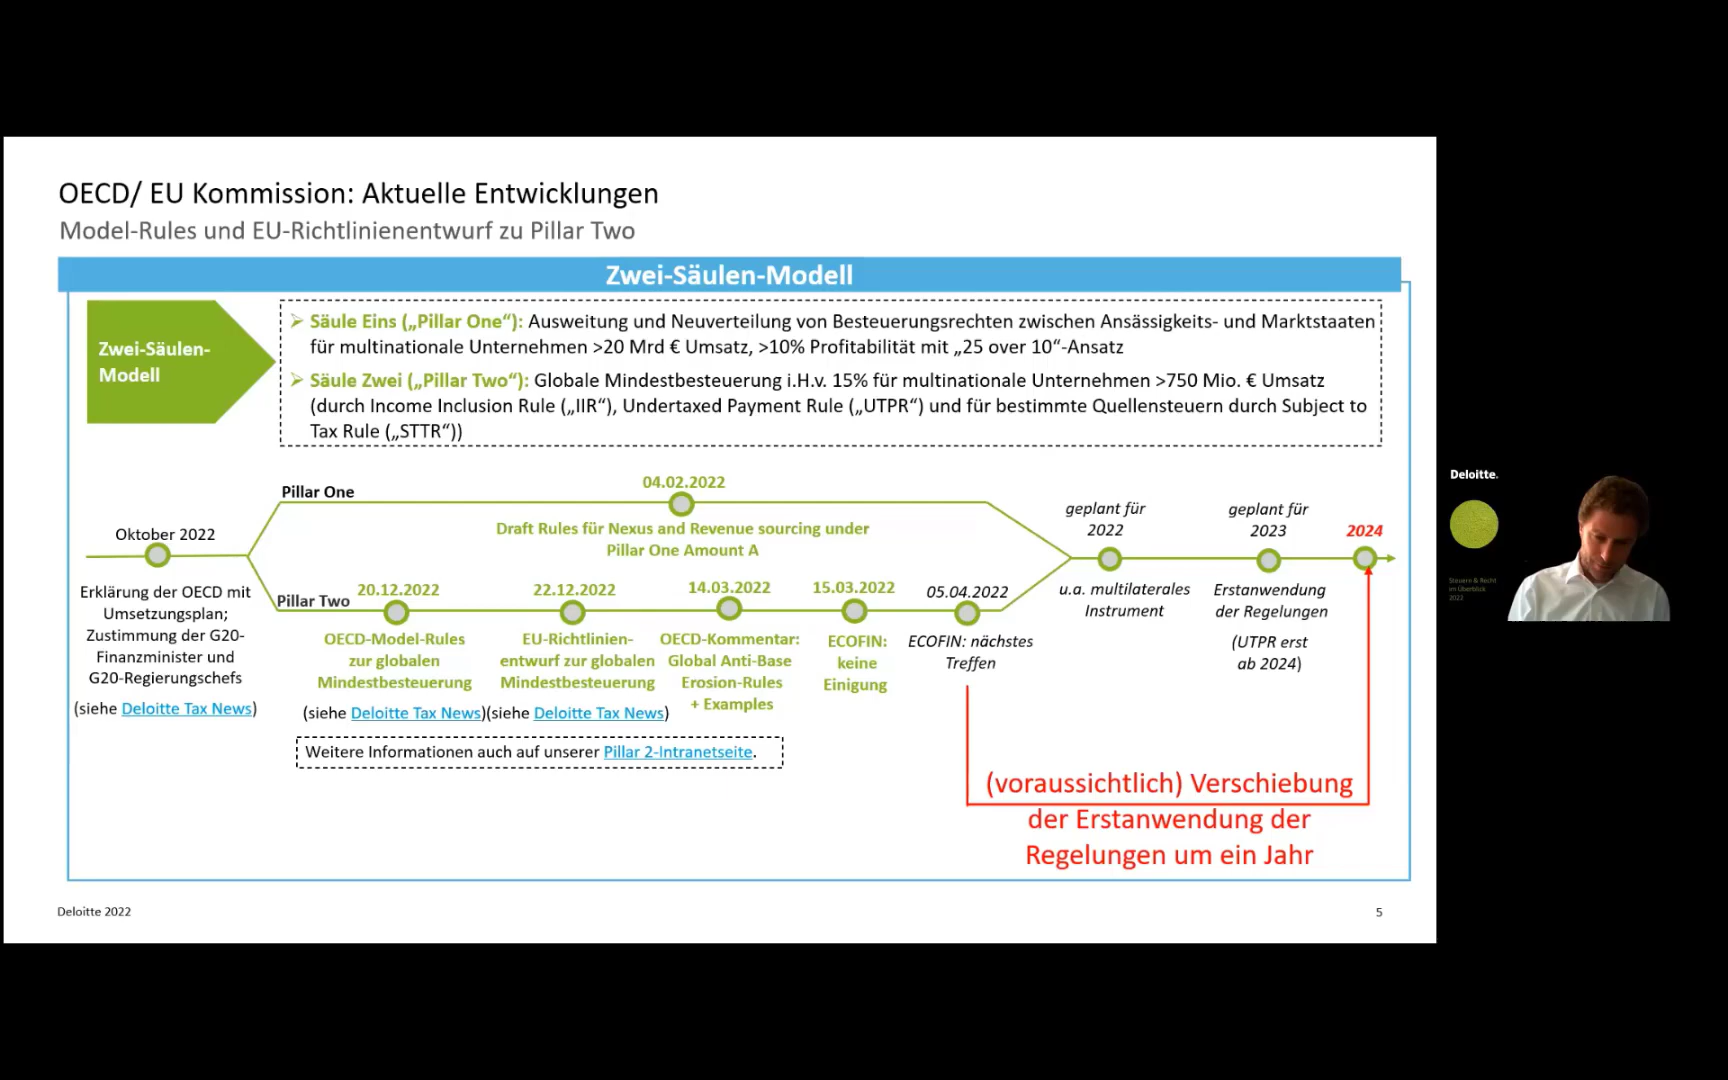 OECD/ EU Kommission: Aktuelle Entwicklungen
Model-Rules und EU-Richtlinienentwurf zu Pillar Two
Zwei-Säulen-Modell
Zwei-Säulen-
Modell
➢ Säule Eins („Pillar One“): Ausweitung und Neuverteilung von Besteuerungsrechten zwischen Ansässigkeits- und Marktstaaten
für multinationale Unternehmen >20 Mrd € Umsatz, >10% Profitabilität mit „25 over 10“-Ansatz
➢ Säule Zwei („Pillar Two“): Globale Mindestbesteuerung i.H.v. 15% für multinationale Unternehmen >750 Mio. € Umsatz
(durch Income Inclusion Rule („IIR“), Undertaxed Payment Rule („UTPR“) und für bestimmte Quellensteuern durch Subject to
Tax Rule („STTR“))
Oktober 2022
Erklärung der OECD mit
Umsetzungsplan;
Zustimmung der G20-
Finanzminister und
G20-Regierungschefs
(siehe Deloitte Tax News)
Pillar One
04.02.2022
Draft Rules für Nexus and Revenue sourcing under
Pillar One Amount A
Pillar Two
20.12.2022
OECD-Model-Rules
zur globalen
Mindestbesteuerung
(siehe Deloitte Tax News)
22.12.2022
EU-Richtlinien-
entwurf zur globalen
Mindestbesteuerung
(siehe Deloitte Tax News)
14.03.2022
OECD-Kommentar:
Global Anti-Base
Erosion-Rules
+ Examples
15.03.2022
ECOFIN:
keine
Einigung
05.04.2022
ECOFIN: nächstes
Treffen
geplant für
2022
u.a. multilaterales
Instrument
geplant für
2023
Erstanwendung
der Regelungen
(UTPR erst
ab 2024)
2024
Weitere Informationen auch auf unserer Pillar 2-Intranetseite.
(voraussichtlich) Verschiebung
der Erstanwendung der
Regelungen um ein Jahr
Deloitte 2022
5
Deloitte.
Steuern & Recht
im Überblick
2022